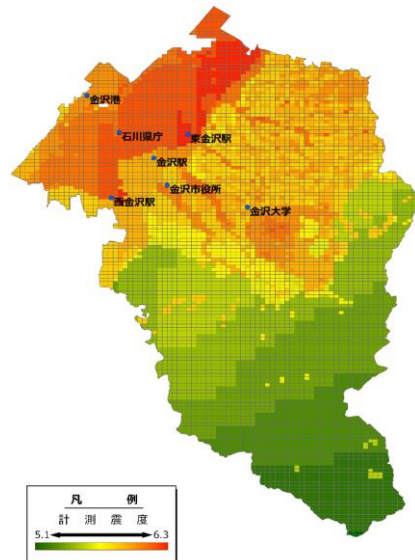 金沢港
石川県庁
東金沢駅
金沢駅
金沢市役所
西金沢駅
金沢大学
凡 例
計 測 震 度
5.1 6.3